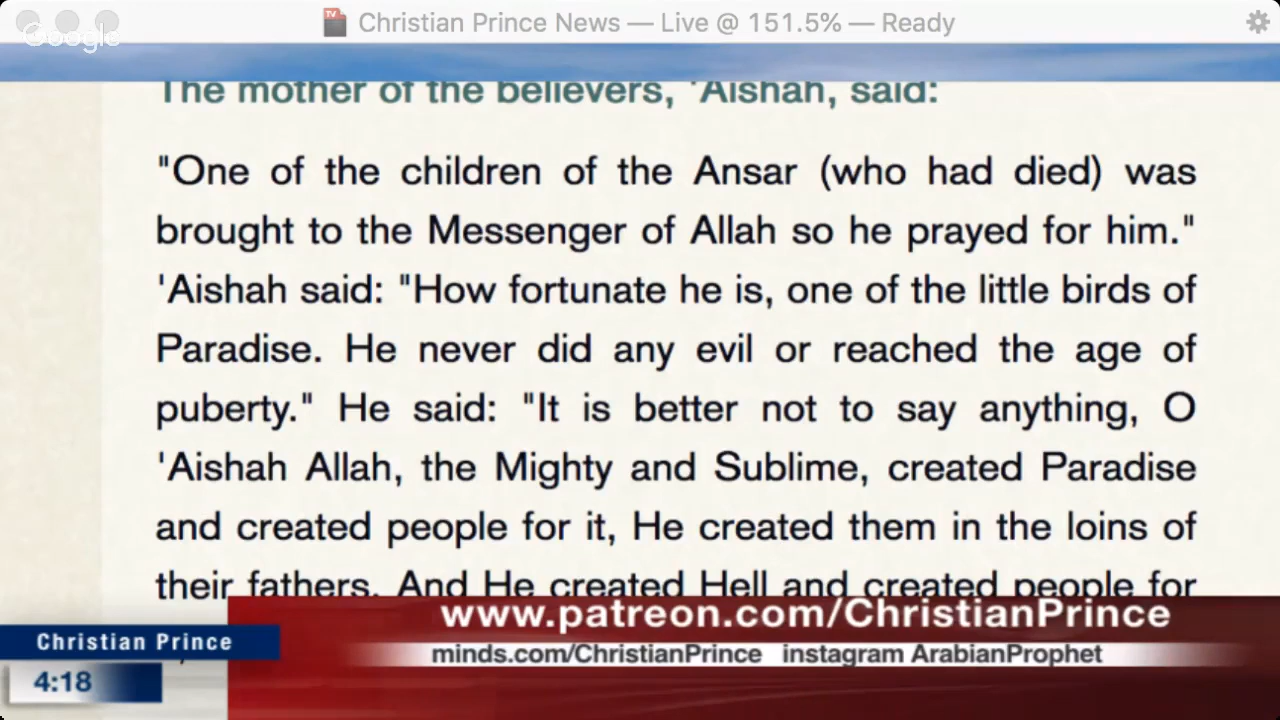 Christian Prince News — Live @ 151.5% — Ready
Google
The mother of the believers, 'Aishah, said:
"One of the children of the Ansar (who had died) was
brought to the Messenger of Allah so he prayed for him."
'Aishah said: "How fortunate he is, one of the little birds of
Paradise. He never did any evil or reached the age of
puberty." He said: "It is better not to say anything, O
'Aishah Allah, the Mighty and Sublime, created Paradise
and created people for it, He created them in the loins of
their fathers. And He created Hell and created people for
www.patreon.com/ChristianPrince
Christian Prince
minds.com/ChristianPrince instagram ArabianProphet
4:18